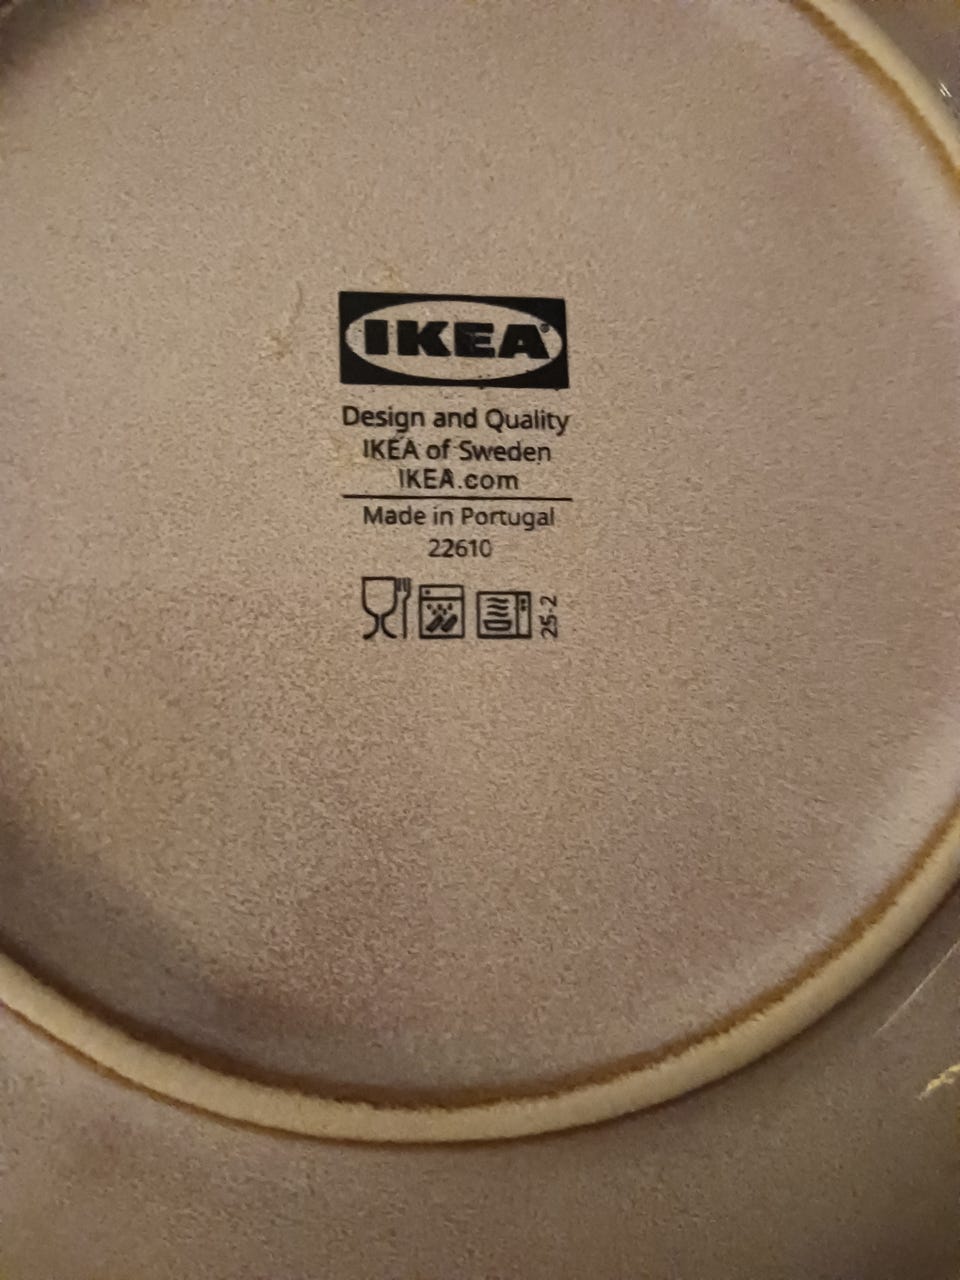 IKEA®
Design and Quality
IKEA of Sweden
IKEA.com
Made in Portugal
22610
25-2